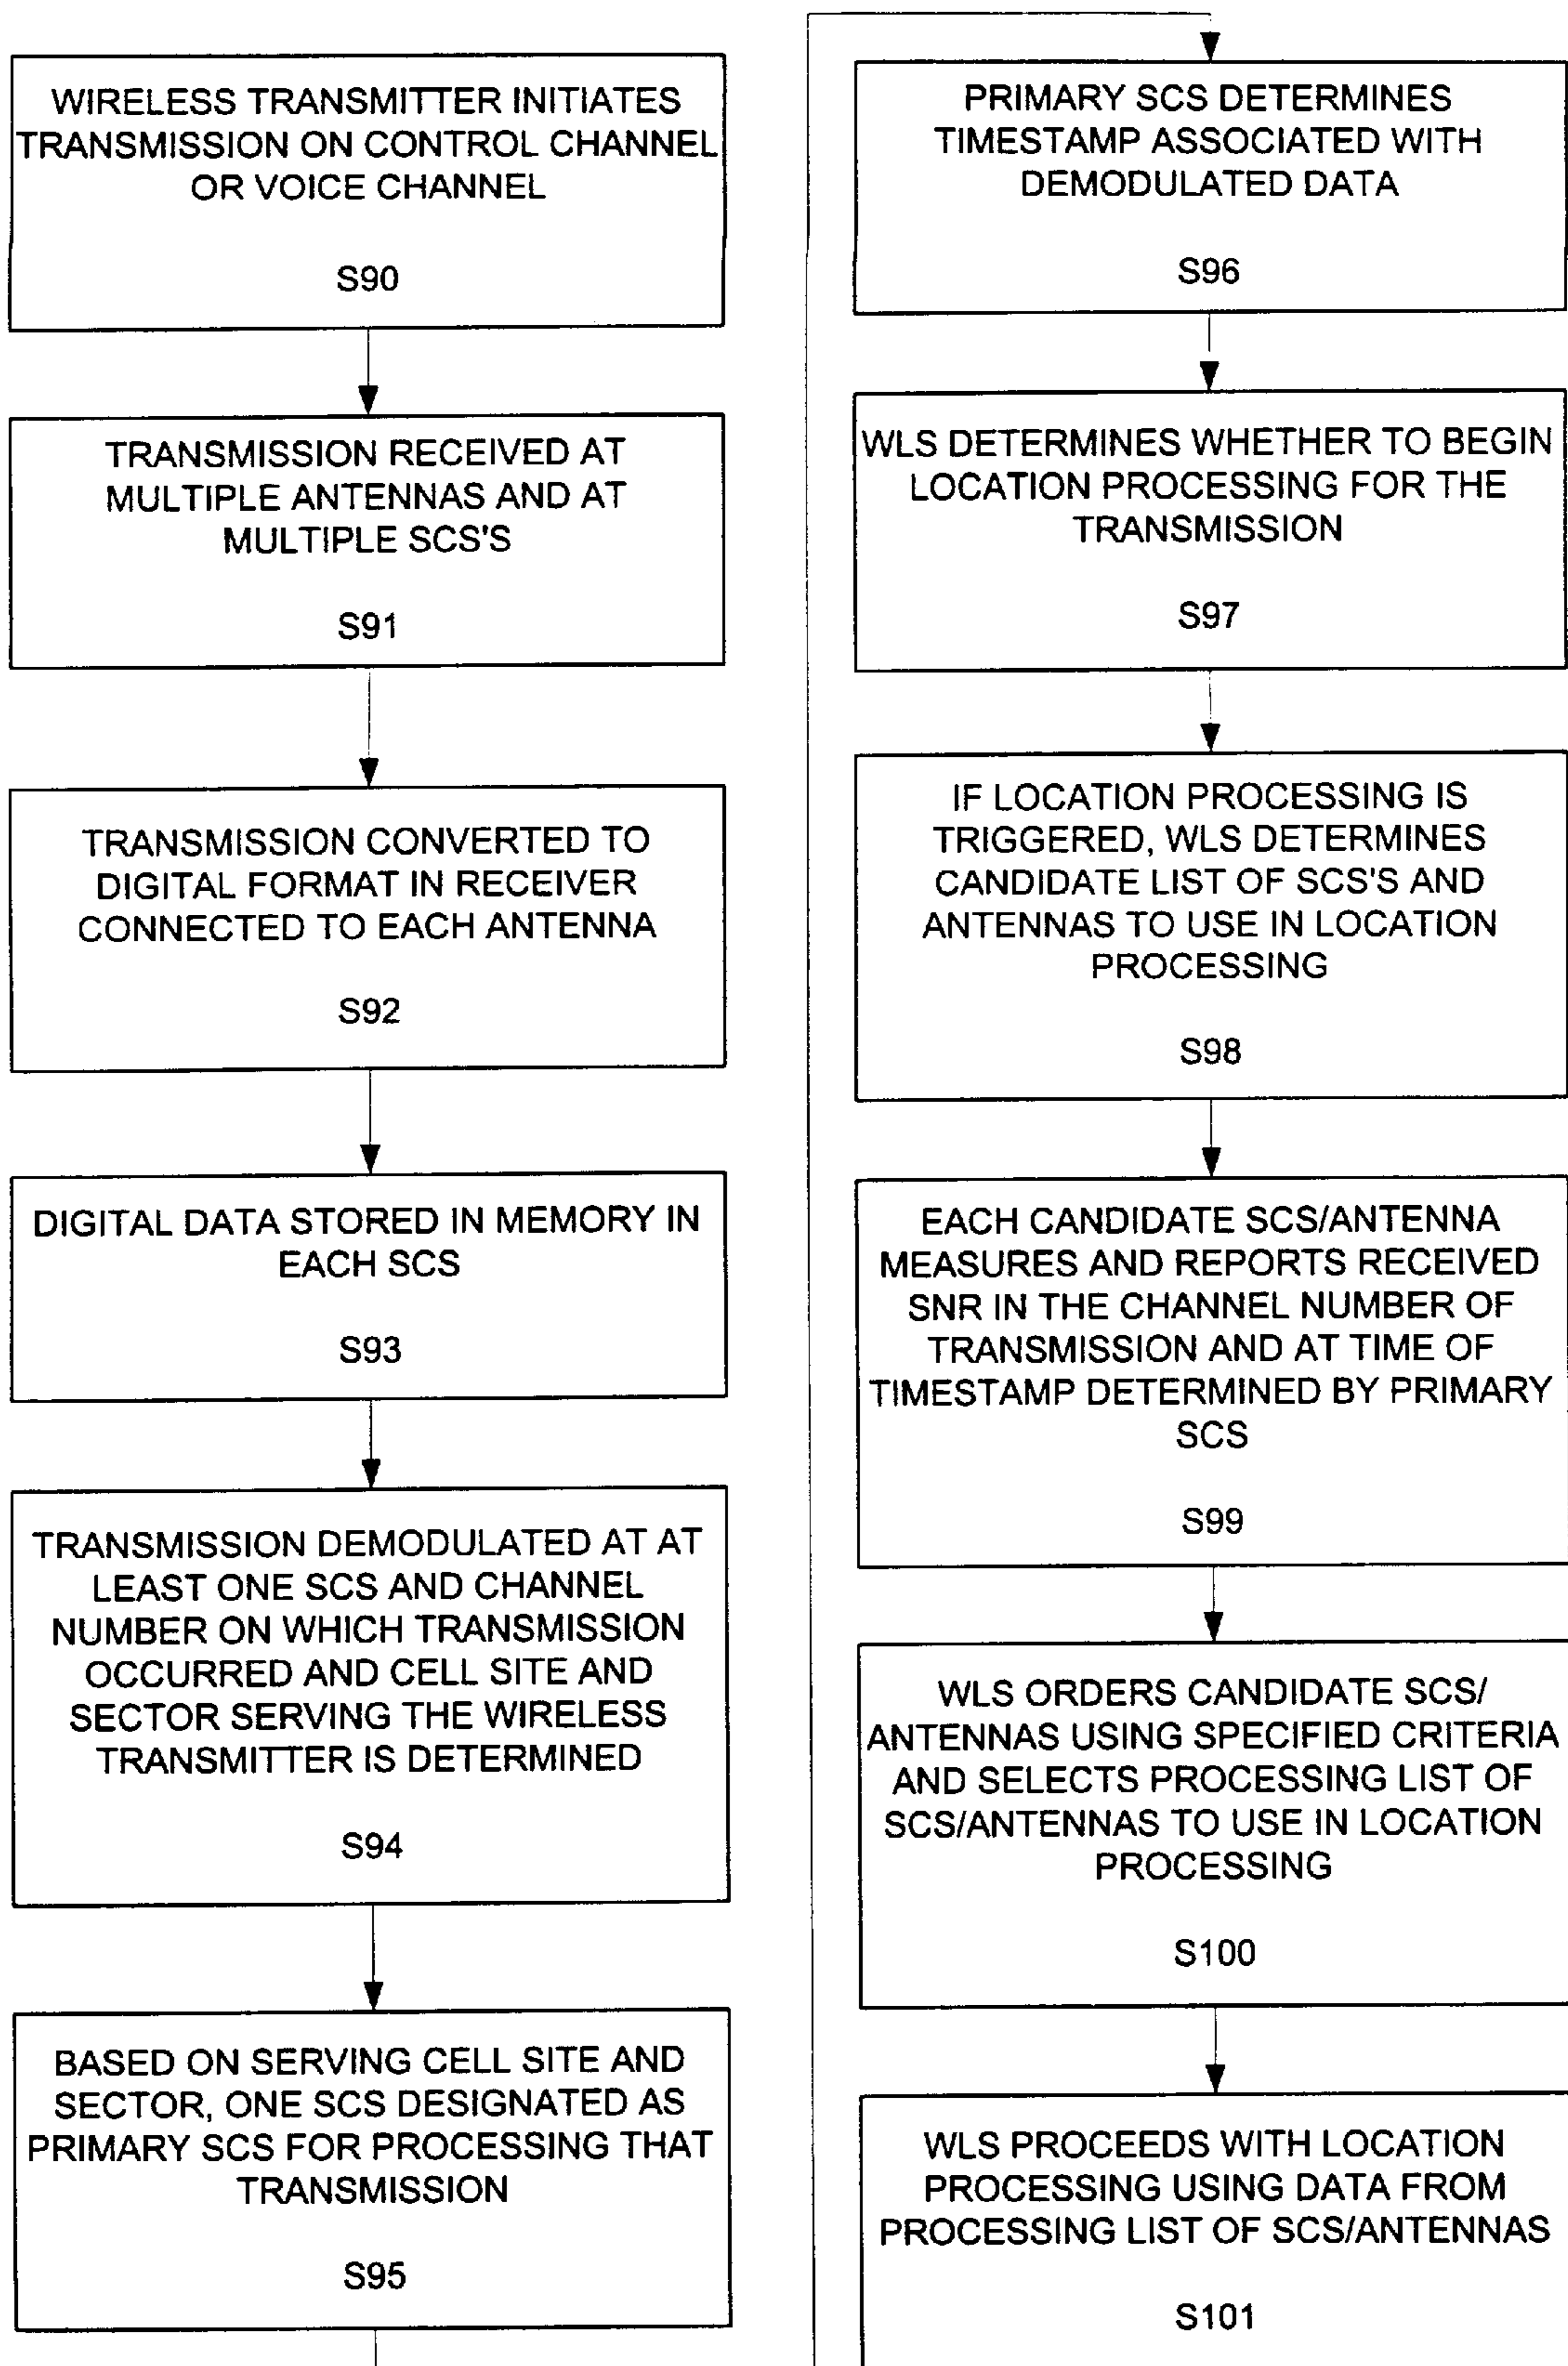 WIRELESS TRANSMITTER INITIATES
TRANSMISSION ON CONTROL CHANNEL
OR VOICE CHANNEL
S90
TRANSMISSION RECEIVED AT
MULTIPLE ANTENNAS AND AT
MULTIPLE SCS'S
S91
TRANSMISSION CONVERTED TO
DIGITAL FORMAT IN RECEIVER
CONNECTED TO EACH ANTENNA
S92
DIGITAL DATA STORED IN MEMORY IN
EACH SCS
S93
TRANSMISSION DEMODULATED AT AT
LEAST ONE SCS AND CHANNEL
NUMBER ON WHICH TRANSMISSION
OCCURRED AND CELL SITE AND
SECTOR SERVING THE WIRELESS
TRANSMITTER IS DETERMINED
S94
BASED ON SERVING CELL SITE AND
SECTOR, ONE SCS DESIGNATED AS
PRIMARY SCS FOR PROCESSING THAT
TRANSMISSION
S95
PRIMARY SCS DETERMINES
TIMESTAMP ASSOCIATED WITH
DEMODULATED DATA
S96
WLS DETERMINES WHETHER TO BEGIN
LOCATION PROCESSING FOR THE
TRANSMISSION
S97
IF LOCATION PROCESSING IS
TRIGGERED, WLS DETERMINES
CANDIDATE LIST OF SCS'S AND
ANTENNAS TO USE IN LOCATION
PROCESSING
S98
EACH CANDIDATE SCS/ANTENNA
MEASURES AND REPORTS RECEIVED
SNR IN THE CHANNEL NUMBER OF
TRANSMISSION AND AT TIME OF
TIMESTAMP DETERMINED BY PRIMARY
SCS
S99
WLS ORDERS CANDIDATE SCS/
ANTENNAS USING SPECIFIED CRITERIA
AND SELECTS PROCESSING LIST OF
SCS/ANTENNAS TO USE IN LOCATION
PROCESSING
S100
WLS PROCEEDS WITH LOCATION
PROCESSING USING DATA FROM
PROCESSING LIST OF SCS/ANTENNAS
S101